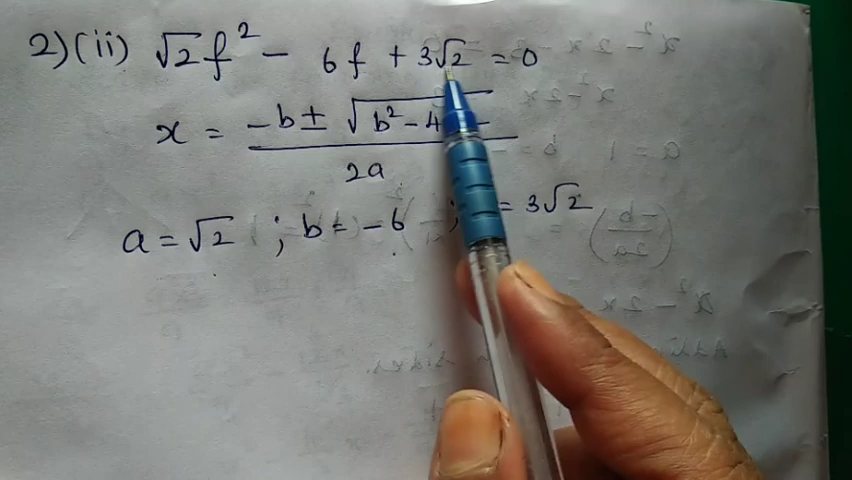 2)(ii) √2f² - 6f + 3√2 = 0
x = -b ± √b² - 4
2a
a = √2 ; b = -6 ; = 3√2